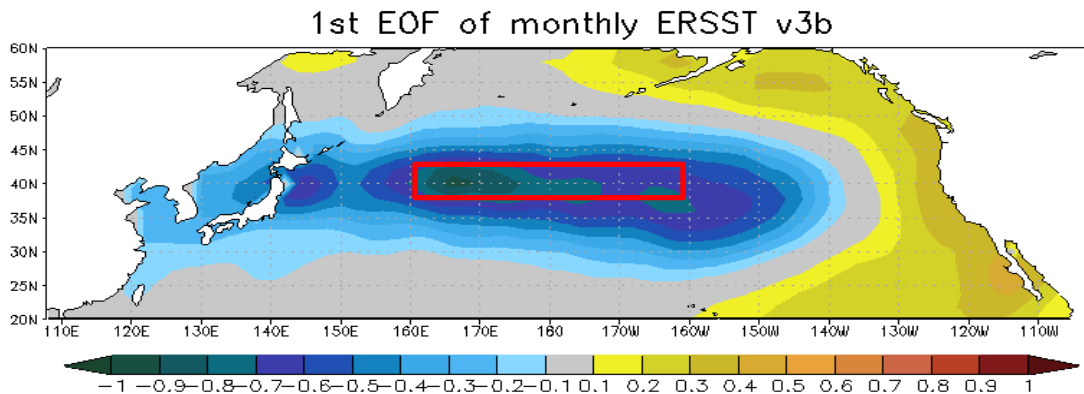 1st EOF of monthly ERSST v3b
60N
55N
50N
45N
40N
35N
30N
25N
20N
110E 120E 130E 140E 150E 160E 170E 180 170W 160W 150W 140W 130W 120W 110W
-1 -0.9 -0.8 -0.7 -0.6 -0.5 -0.4 -0.3 -0.2 -0.1 0.1 0.2 0.3 0.4 0.5 0.6 0.7 0.8 0.9 1